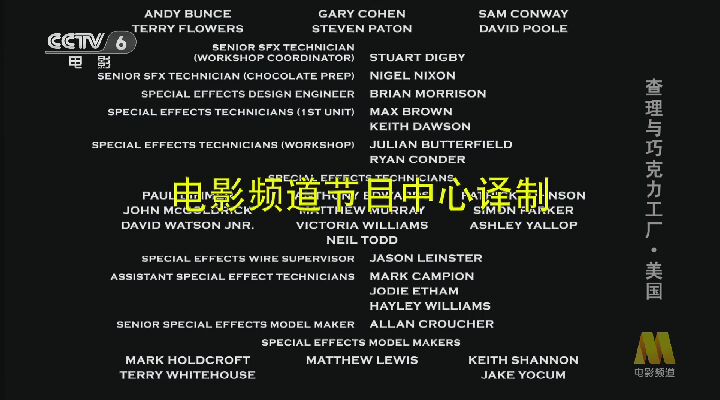 ANDY BUNCE GARY COHEN SAM CONWAY
TERRY FLOWERS STEVEN PATON DAVID POOLE
CCTV 6
电影
SENIOR SFX TECHNICIAN
(WORKSHOP COORDINATOR) STUART DIGBY
SENIOR SFX TECHNICIAN (CHOCOLATE PREP) NIGEL NIXON
SPECIAL EFFECTS DESIGN ENGINEER BRIAN MORRISON
SPECIAL EFFECTS TECHNICIANS (1ST UNIT) MAX BROWN
KEITH DAWSON
SPECIAL EFFECTS TECHNICIANS (WORKSHOP) JULIAN BUTTERFIELD
RYAN CONDER
SPECIAL EFFECTS TECHNICIANS
PAUL ANTHONY EDWARDS
电影频道节目中心译制
JOHN MATTHEW MURRAY SIMON PARKER
DAVID WATSON JNR. VICTORIA WILLIAMS ASHLEY YALLOP
NEIL TODD
SPECIAL EFFECTS WIRE SUPERVISOR JASON LEINSTER
ASSISTANT SPECIAL EFFECT TECHNICIANS MARK CAMPION
JODIE ETHAM
HAYLEY WILLIAMS
SENIOR SPECIAL EFFECTS MODEL MAKER ALLAN CROUCHER
SPECIAL EFFECTS MODEL MAKERS
MARK HOLDCROFT MATTHEW LEWIS KEITH SHANNON
TERRY WHITEHOUSE JAKE YOCUM
查理与巧克力工厂·美国
电影频道